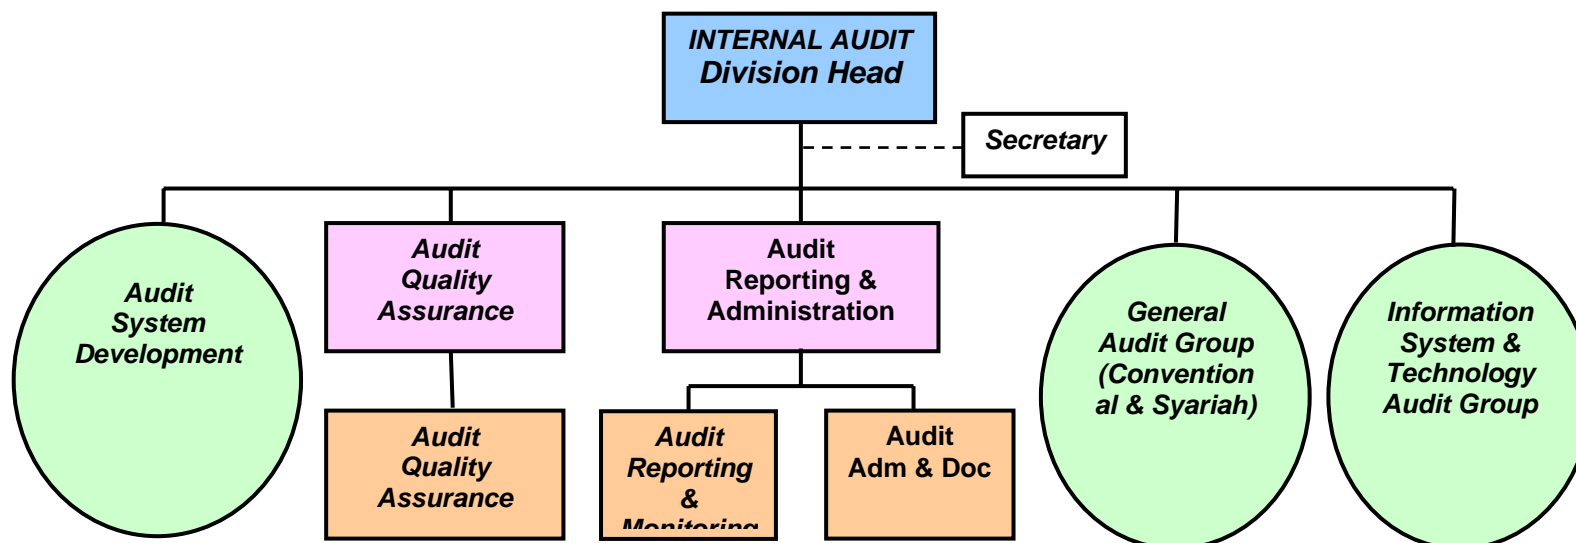 INTERNAL AUDIT
Division Head
Secretary
Audit
System
Development
Audit
Quality
Assurance
Audit
Reporting &
Administration
General
Audit Group
(Convention
al & Syariah)
Information
System &
Technology
Audit Group
Audit
Quality
Assurance
Audit
Reporting
&
Monitoring
Audit
Adm & Doc